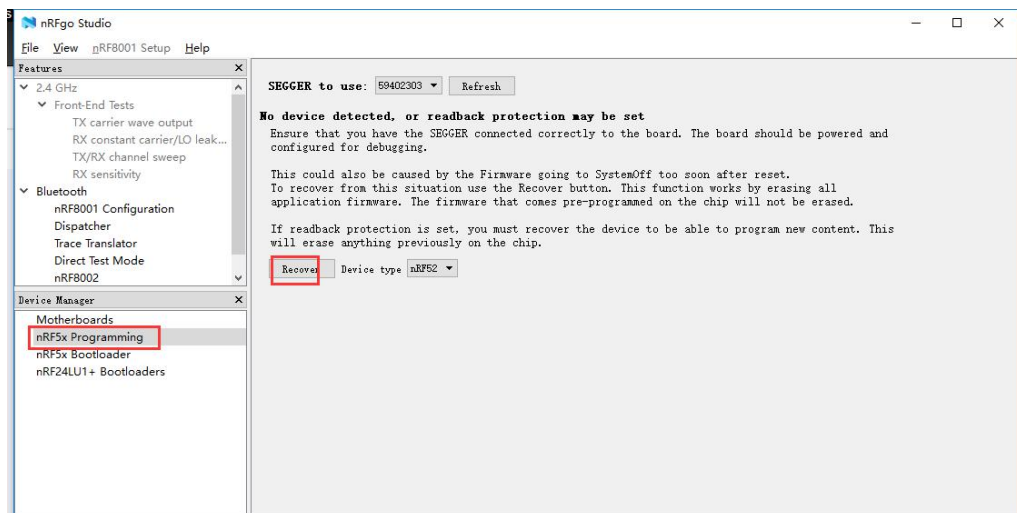 nRFgo Studio
File View nRF8001 Setup Help
Features
2.4 GHz
Front-End Tests
TX carrier wave output
RX constant carrier/LO leak...
TX/RX channel sweep
RX sensitivity
Bluetooth
nRF8001 Configuration
Dispatcher
Trace Translator
Direct Test Mode
nRF8002
Device Manager
Motherboards
nRF5x Programming
nRF5x Bootloader
nRF24LU1+ Bootloaders
SEGGER to use: 59402303 Refresh
No device detected, or readback protection may be set
Ensure that you have the SEGGER connected correctly to the board. The board should be powered and
configured for debugging.
This could also be caused by the Firmware going to SystemOff too soon after reset.
To recover from this situation use the Recover button. This function works by erasing all
application firmware. The firmware that comes pre-programmed on the chip will not be erased.
If readback protection is set, you must recover the device to be able to program new content. This
will erase anything previously on the chip.
Recover Device type nRF52